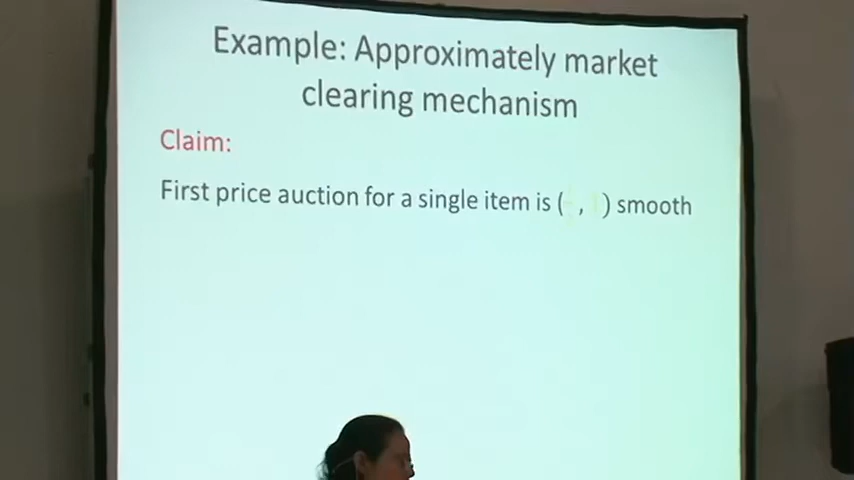 Example: Approximately market
clearing mechanism
Claim:
First price auction for a single item is ( , ) smooth